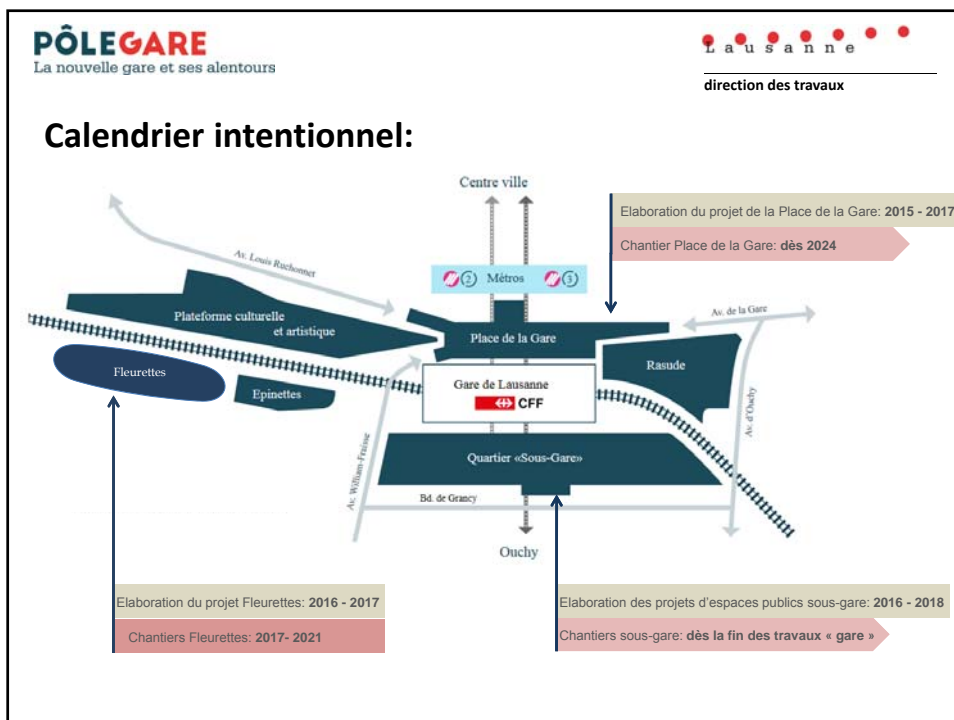 PÔLEGARE
La nouvelle gare et ses alentours
Lausanne
direction des travaux
Calendrier intentionnel:
Centre ville
Elaboration du projet de la Place de la Gare: 2015 - 2017
Chantier Place de la Gare: dès 2024
Av. Louis Ruchonnet
2 Métros 3
Av. de la Gare
Plateforme culturelle
et artistique
Place de la Gare
Rasude
Fleurettes
Epinettes
Gare de Lausanne
CFF
Av. d'Ouchy
Av. William-Fraisse
Quartier «Sous-Gare»
Bd. de Grancy
Ouchy
Elaboration du projet Fleurettes: 2016 - 2017
Chantiers Fleurettes: 2017- 2021
Elaboration des projets d'espaces publics sous-gare: 2016 - 2018
Chantiers sous-gare: dès la fin des travaux « gare »